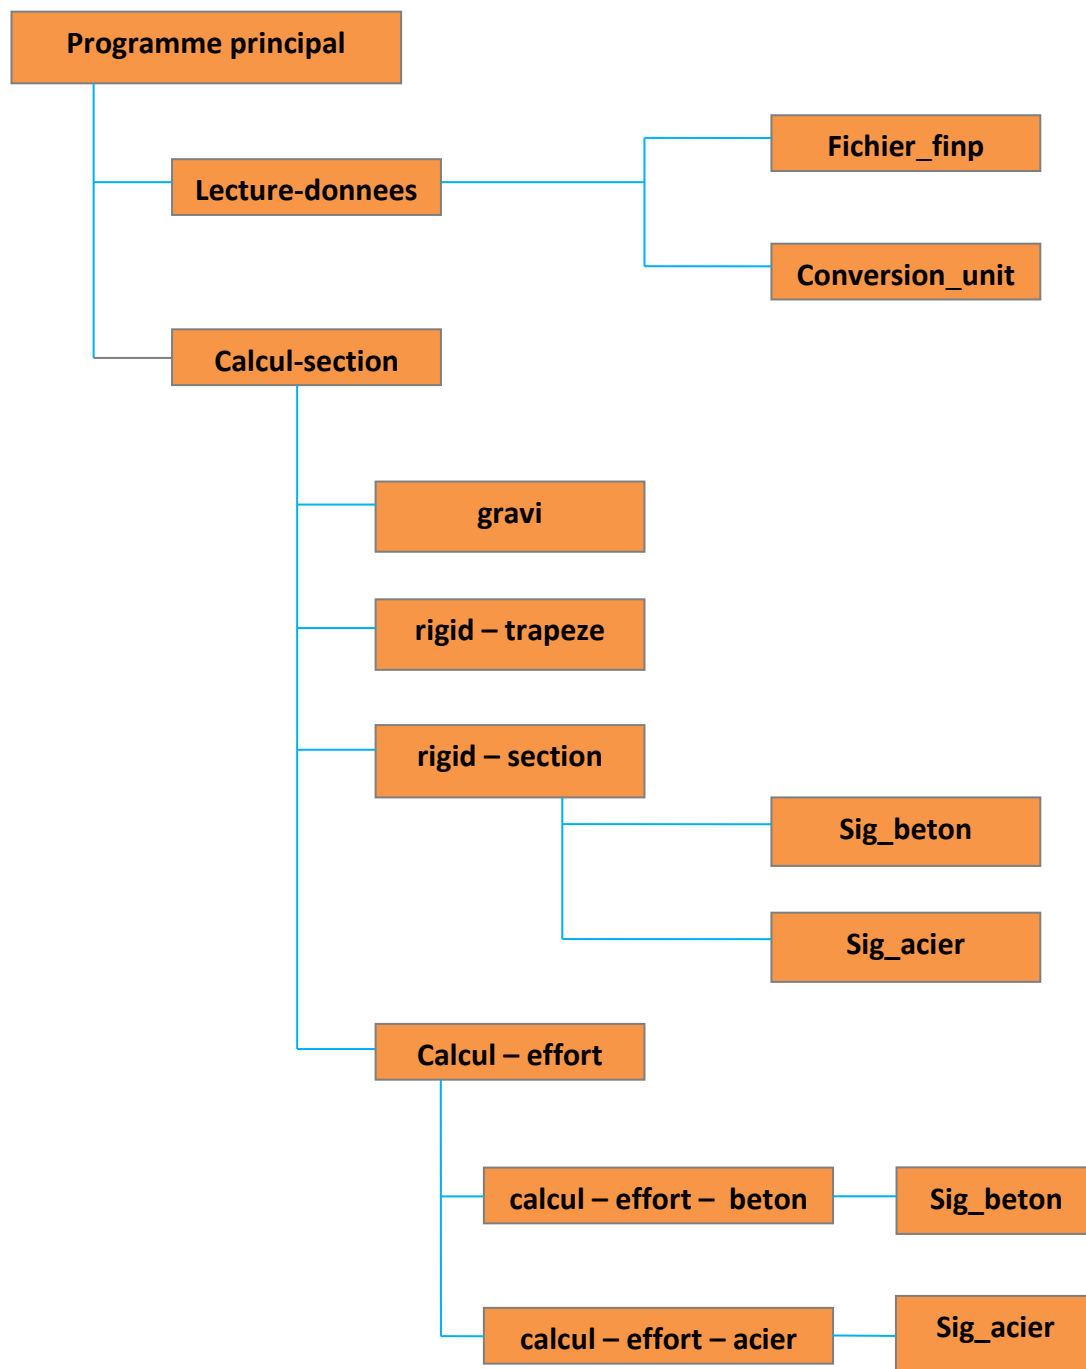 Programme principal
Fichier_finp
Lecture-donnees
Conversion_unit
Calcul-section
gravi
rigid – trapeze
rigid – section
Sig_beton
Sig_acier
Calcul – effort
calcul – effort – beton
Sig_beton
calcul – effort – acier
Sig_acier